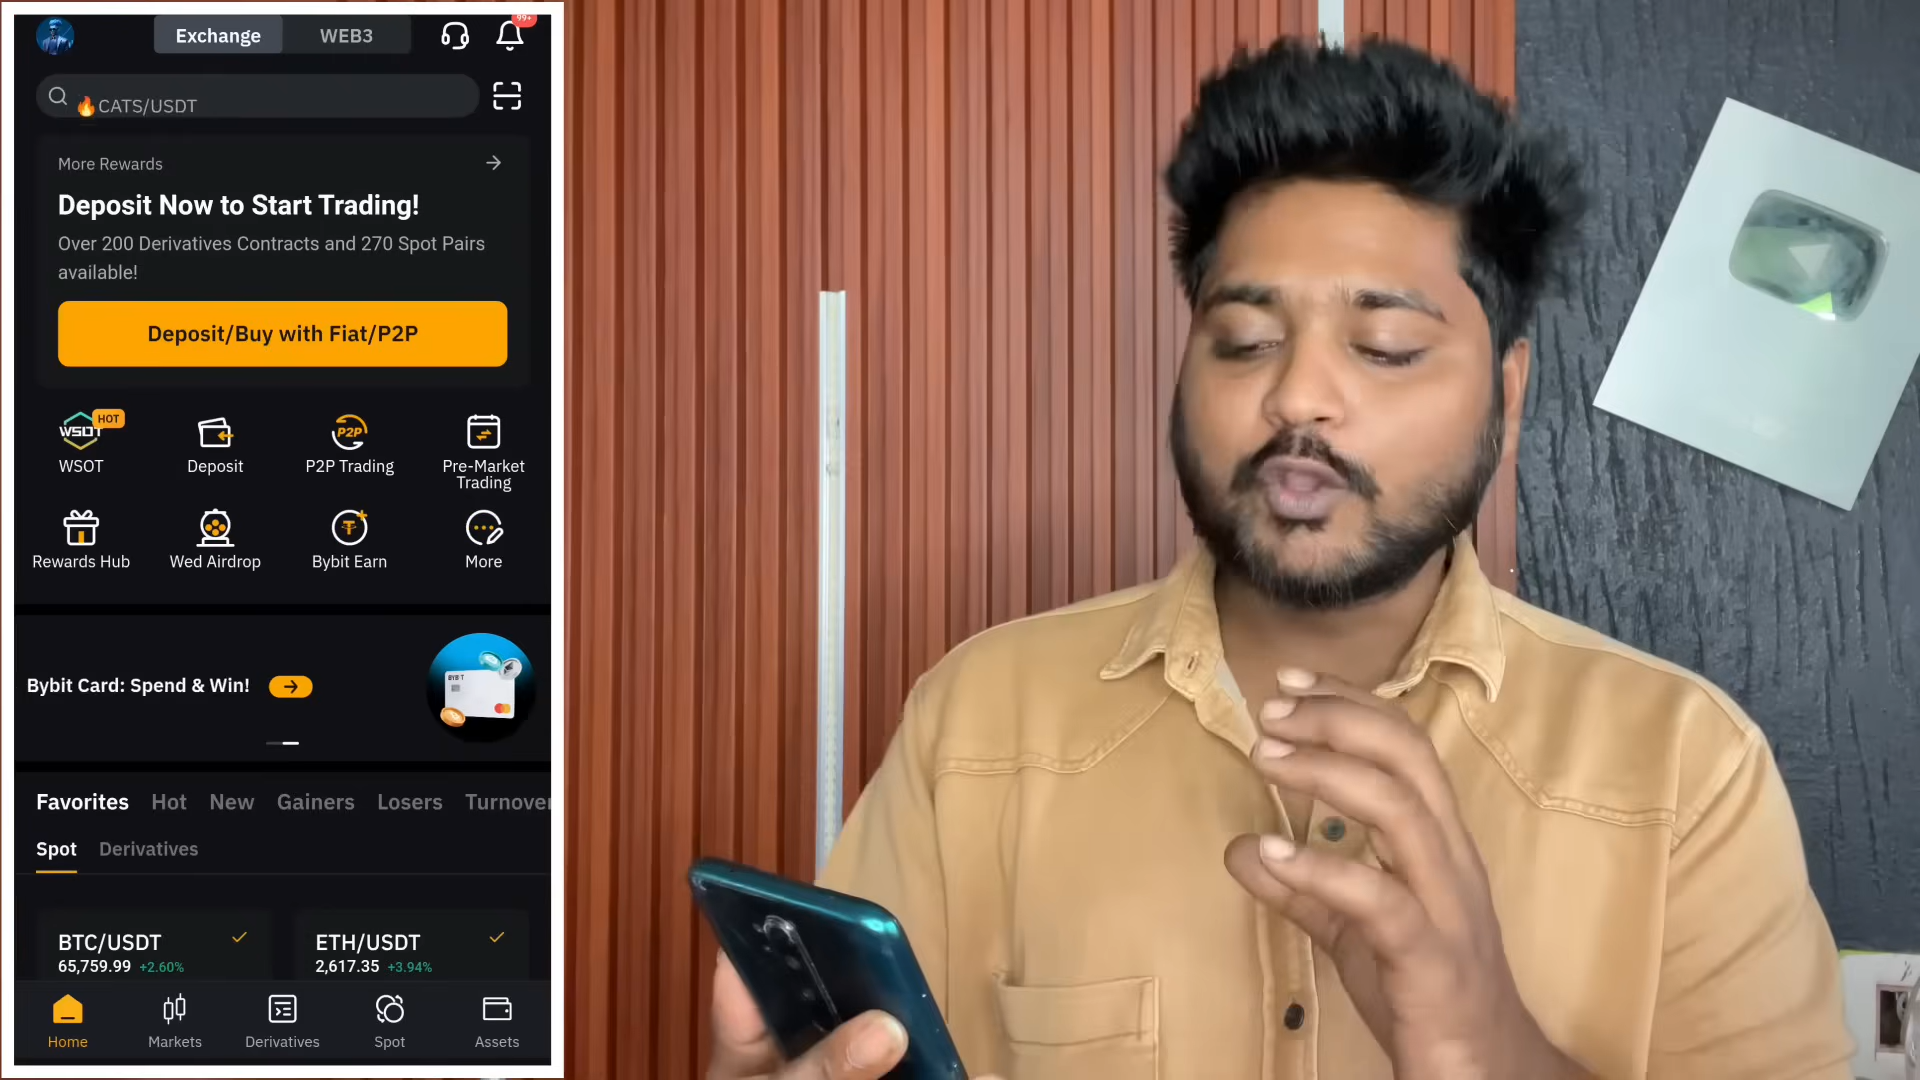 Exchange WEB3
99+
🔥CATS/USDT
More Rewards
Deposit Now to Start Trading!
Over 200 Derivatives Contracts and 270 Spot Pairs
available!
Deposit/Buy with Fiat/P2P
WSOT HOT
P2P
WSOT Deposit P2P Trading Pre-Market
Trading
Rewards Hub Wed Airdrop Bybit Earn More
Bybit Card: Spend & Win!
BYBIT
Favorites Hot New Gainers Losers Turnover
Spot Derivatives
BTC/USDT ETH/USDT
65,759.99 +2.60% 2,617.35 +3.94%
Home Markets Derivatives Spot Assets